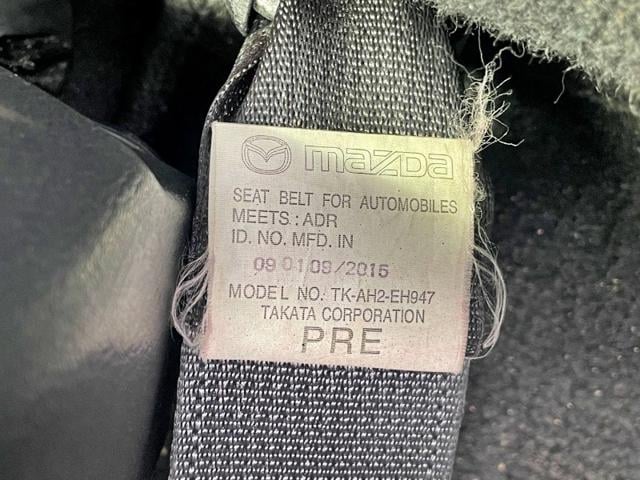 mazda
SEAT BELT FOR AUTOMOBILES
MEETS.:ADR
ID. NO. MFD. IN
09 01 09/2015
MODEL NO. TK-AH2-EH947
TAKATA CORPORATION
PRE